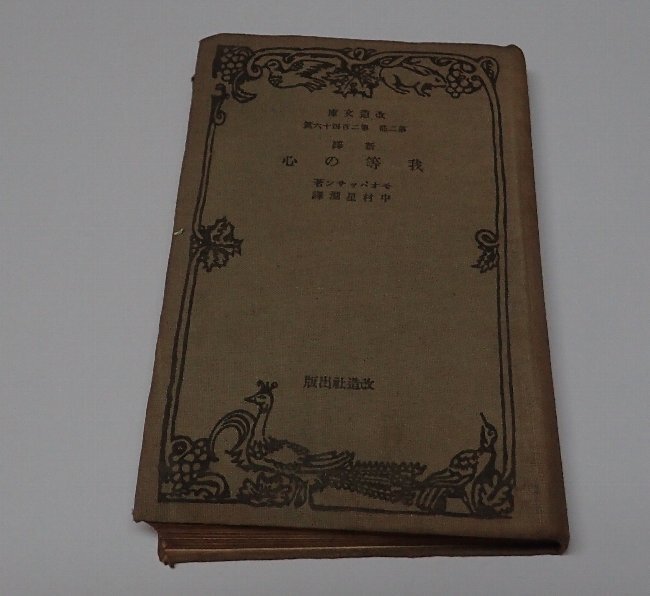 改造文庫
第二部 第二百四十六篇
新譯
我等の心
モオパッサン著
中村星湖譯
改造社出版